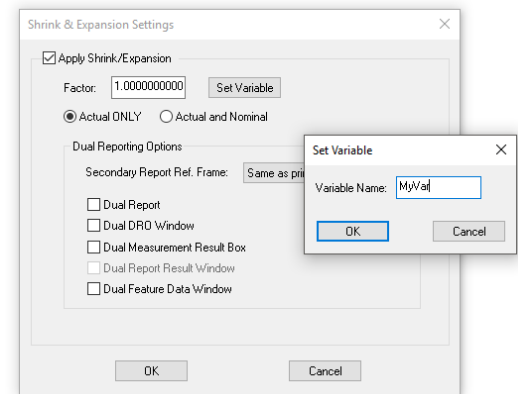 Shrink & Expansion Settings
Apply Shrink/Expansion
Factor: 1.0000000000 Set Variable
Actual ONLY Actual and Nominal
Dual Reporting Options
Secondary Report Ref. Frame: Same as pri
Dual Report
Dual DRO Window
Dual Measurement Result Box
Dual Report Result Window
Dual Feature Data Window
OK Cancel
Set Variable
Variable Name: MyVar
OK Cancel